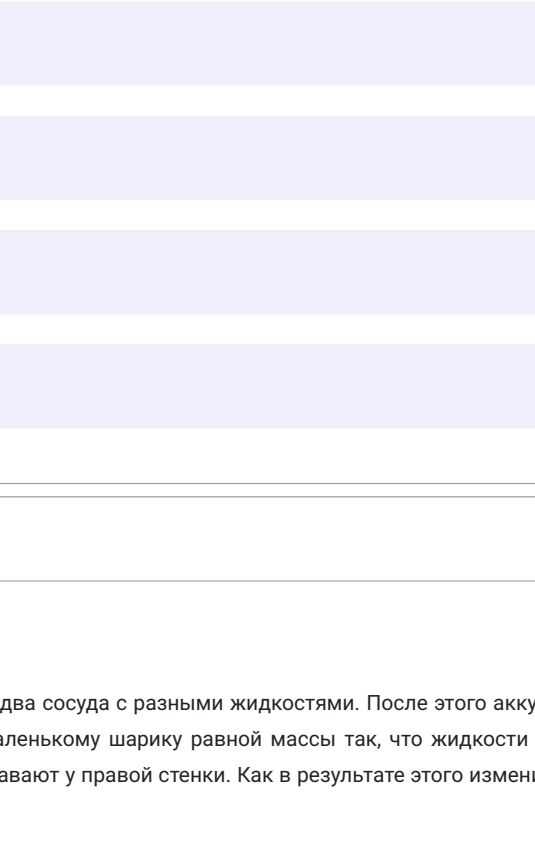 два сосуда с разными жидкостями. После этого акку
аленькому шарику равной массы так, что жидкости
авают у правой стенки. Как в результате этого измени